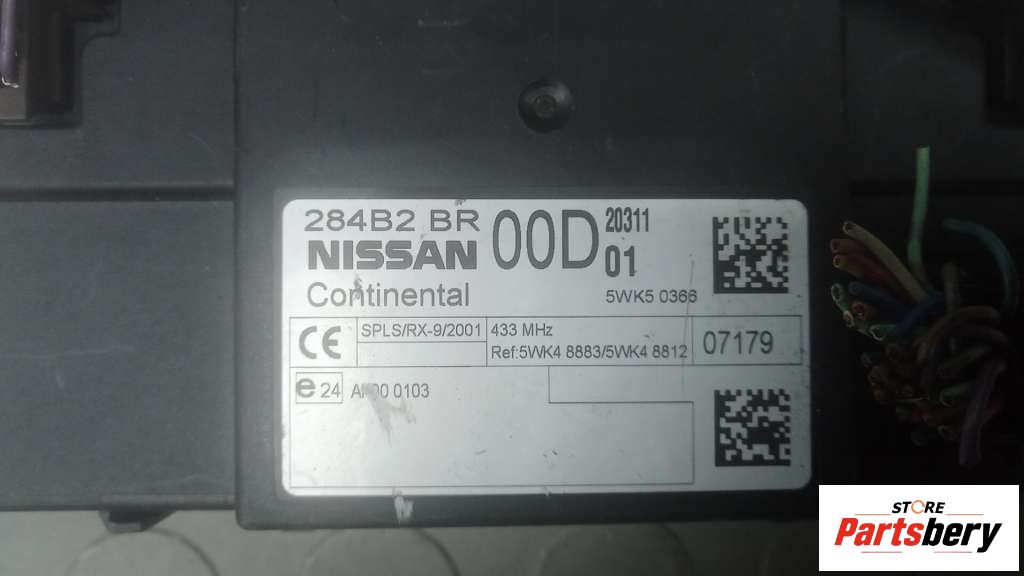 284B2 BR 00D 20311
NISSAN 01
Continental 5WK5 0366
CE SPLS/RX-9/2001 433 MHz 07179
Ref:5WK4 8883/5WK4 8812
e 24 0103
STORE
Partsbery